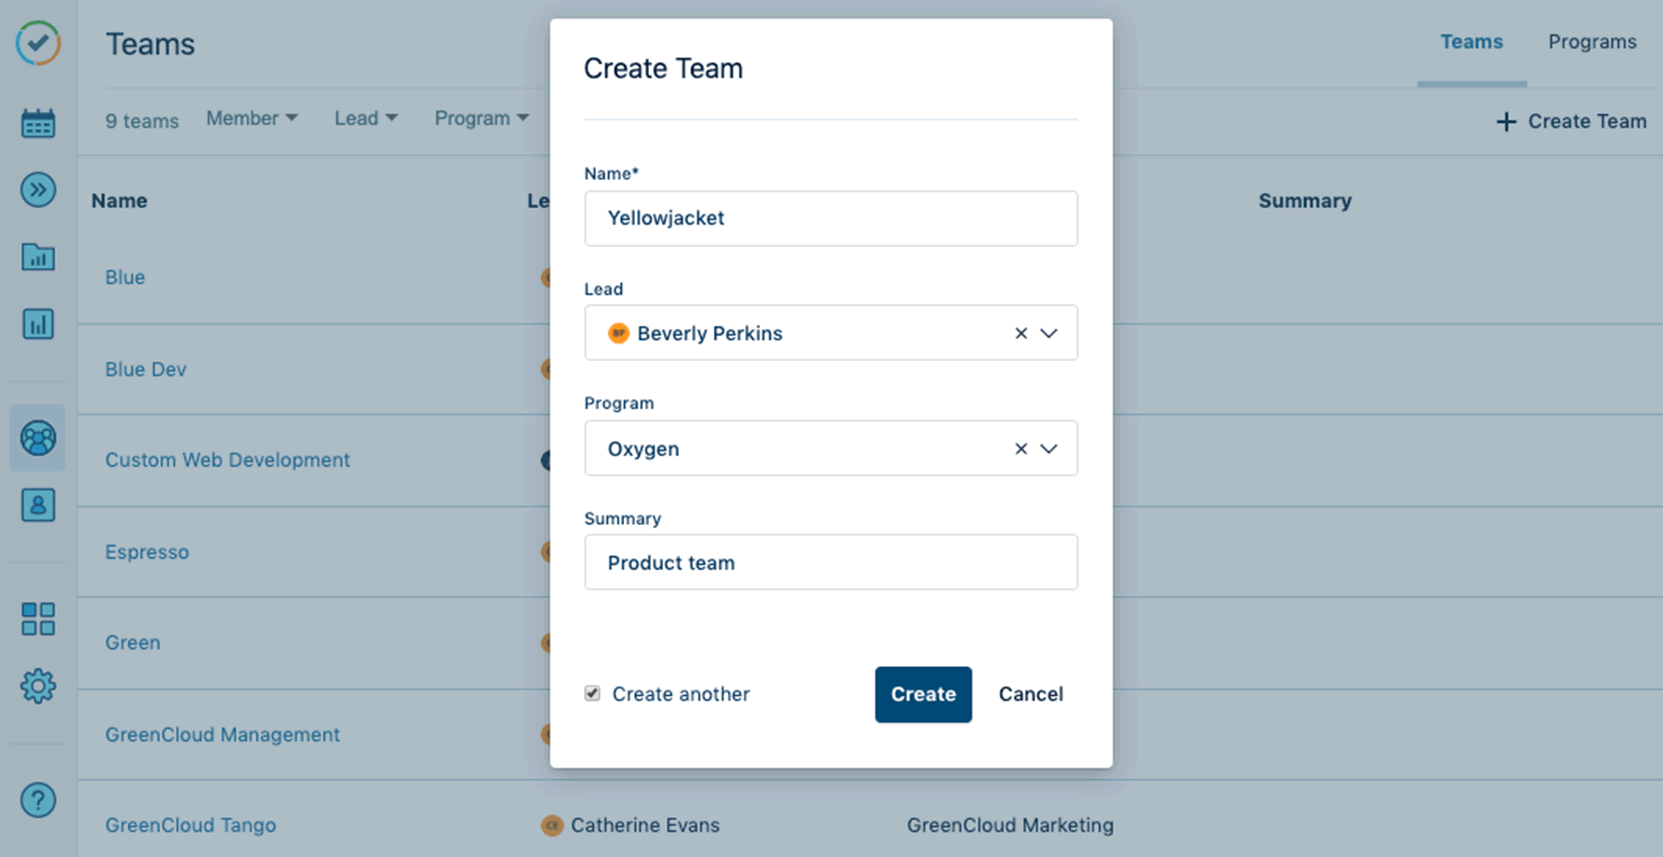 Teams
Teams
Programs
9 teams
Member
Lead
Program
Create Team
Name
Le
Summary
Blue
Blue Dev
Custom Web Development
Espresso
Green
GreenCloud Management
GreenCloud Tango
CE Catherine Evans
GreenCloud Marketing
Create Team
Name*
Yellowjacket
Lead
BP Beverly Perkins
Program
Oxygen
Summary
Product team
Create another
Create
Cancel